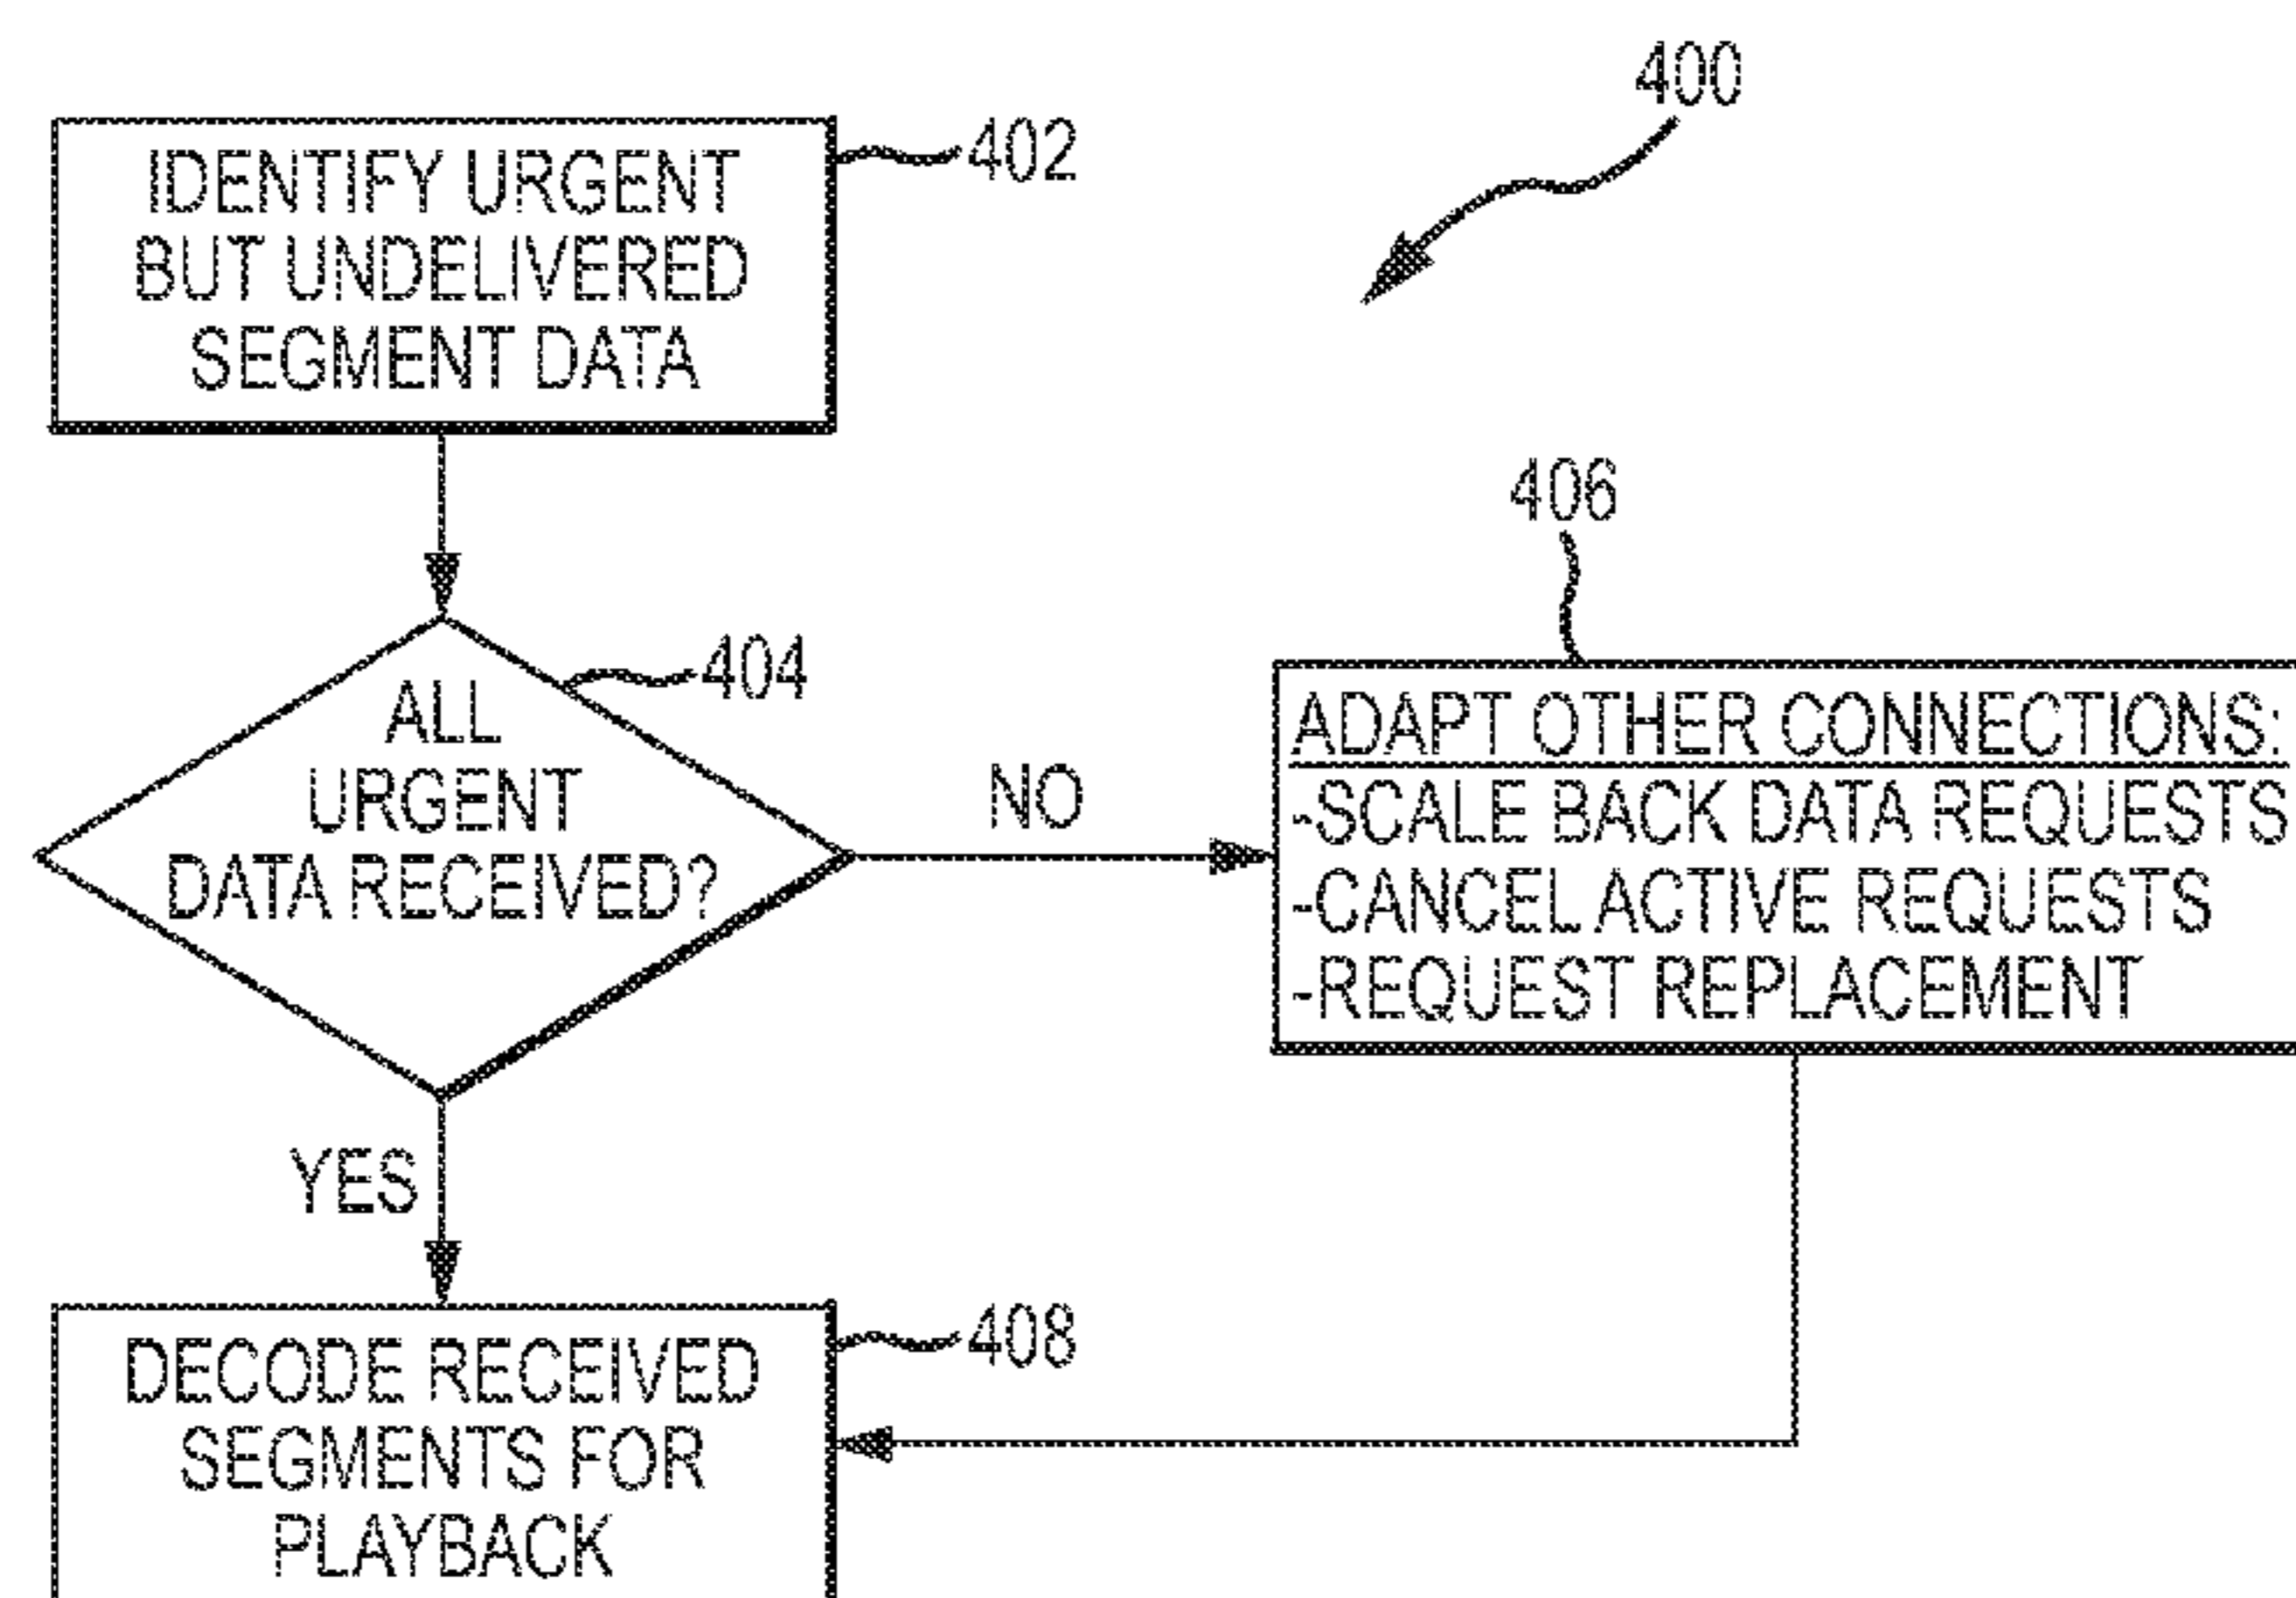 400
IDENTIFY URGENT
BUT UNDELIVERED
SEGMENT DATA
402
406
ALL
URGENT
DATA RECEIVED?
404
NO
ADAPT OTHER CONNECTIONS:
-SCALE BACK DATA REQUESTS
-CANCEL ACTIVE REQUESTS
-REQUEST REPLACEMENT
YES
DECODE RECEIVED
SEGMENTS FOR
PLAYBACK
408